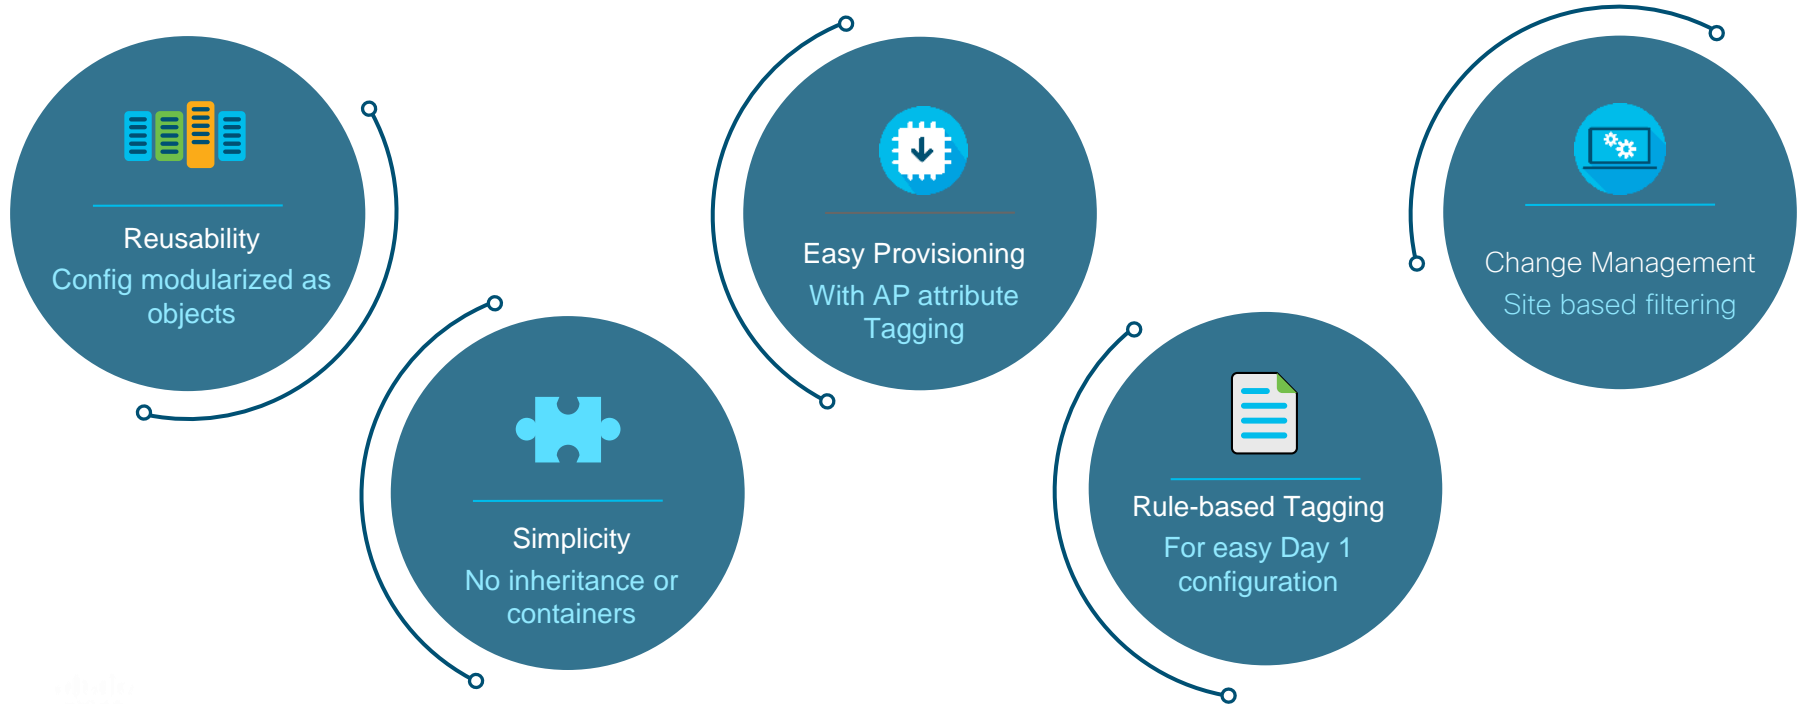 Reusability
Config modularized as
objects
Simplicity
No inheritance or
containers
Easy Provisioning
With AP attribute
Tagging
Rule-based Tagging
For easy Day 1
configuration
Change Management
Site based filtering